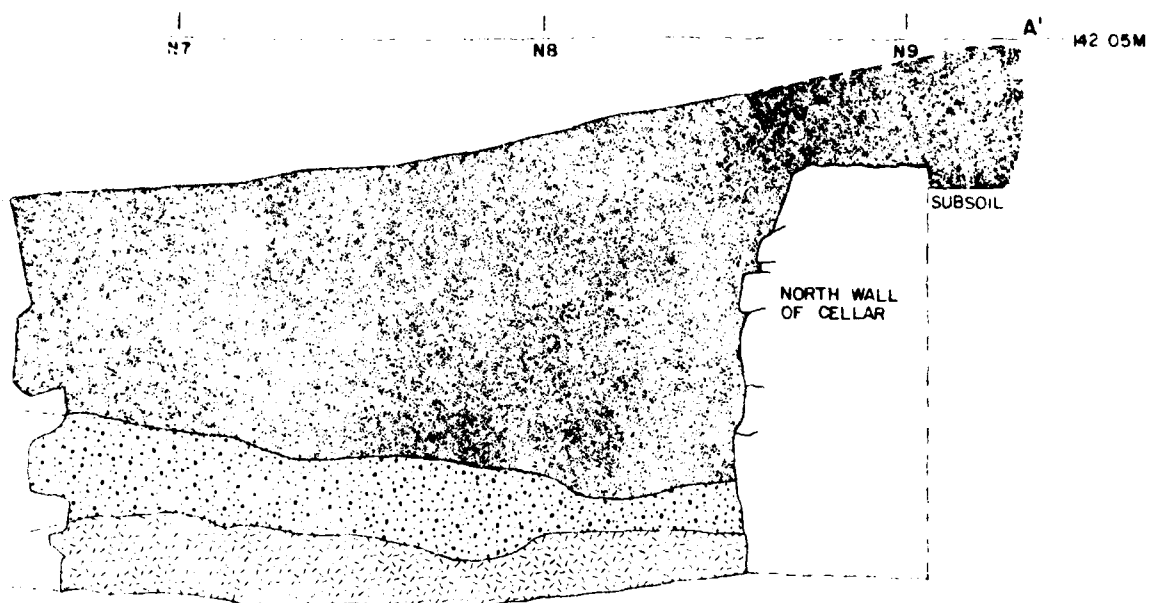 N7
N8
N9
A'
142 05M
SUBSOIL
NORTH WALL
OF CELLAR